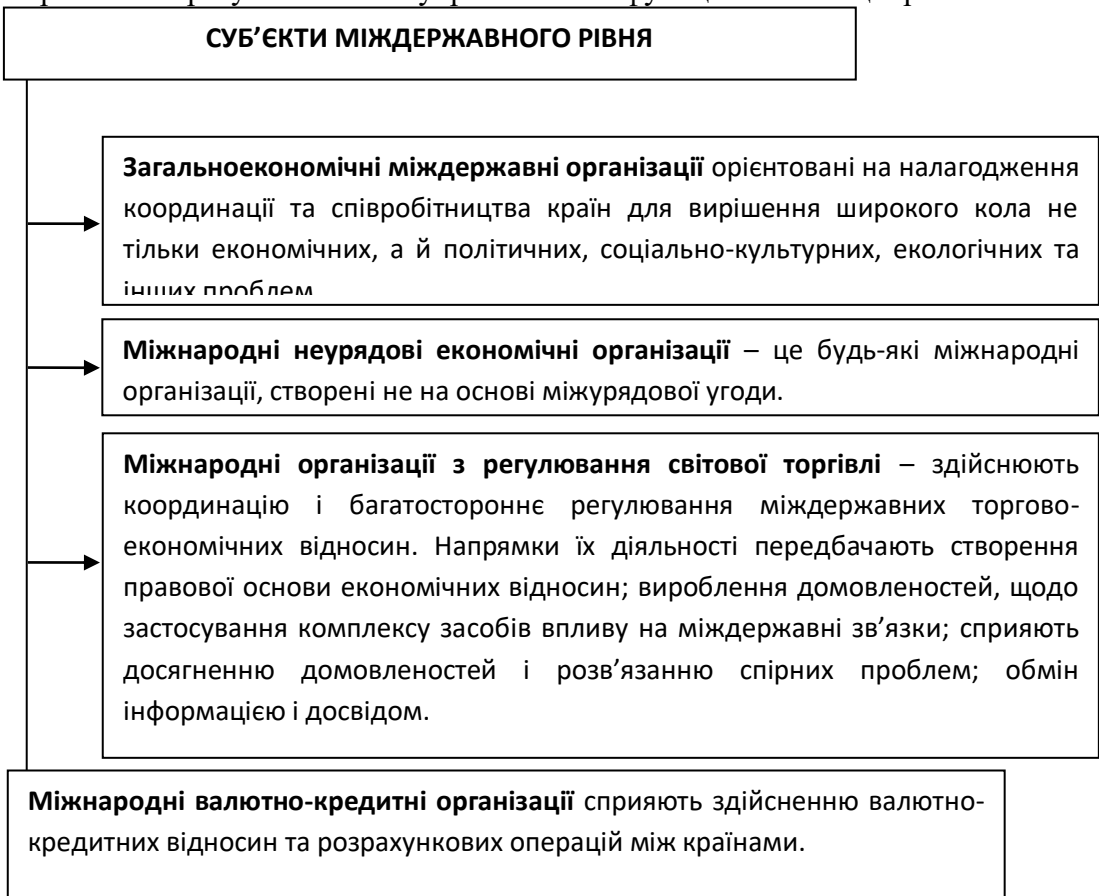 СУБ’ЄКТИ МІЖДЕРЖАВНОГО РІВНЯ
Загальноекономічні міждержавні організації орієнтовані на налагодження
координації та співробітництва країн для вирішення широкого кола не
тільки економічних, а й політичних, соціально-культурних, екологічних та
інших проблем
Міжнародні неурядові економічні організації – це будь-які міжнародні
організації, створені не на основі міжурядової угоди.
Міжнародні організації з регулювання світової торгівлі – здійснюють
координацію і багатостороннє регулювання міждержавних торгово-
економічних відносин. Напрямки їх діяльності передбачають створення
правової основи економічних відносин; вироблення домовленостей, щодо
застосування комплексу засобів впливу на міждержавні зв’язки; сприяють
досягненню домовленостей і розв’язанню спірних проблем; обмін
інформацією і досвідом.
Міжнародні валютно-кредитні організації сприяють здійсненню валютно-
кредитних відносин та розрахункових операцій між країнами.